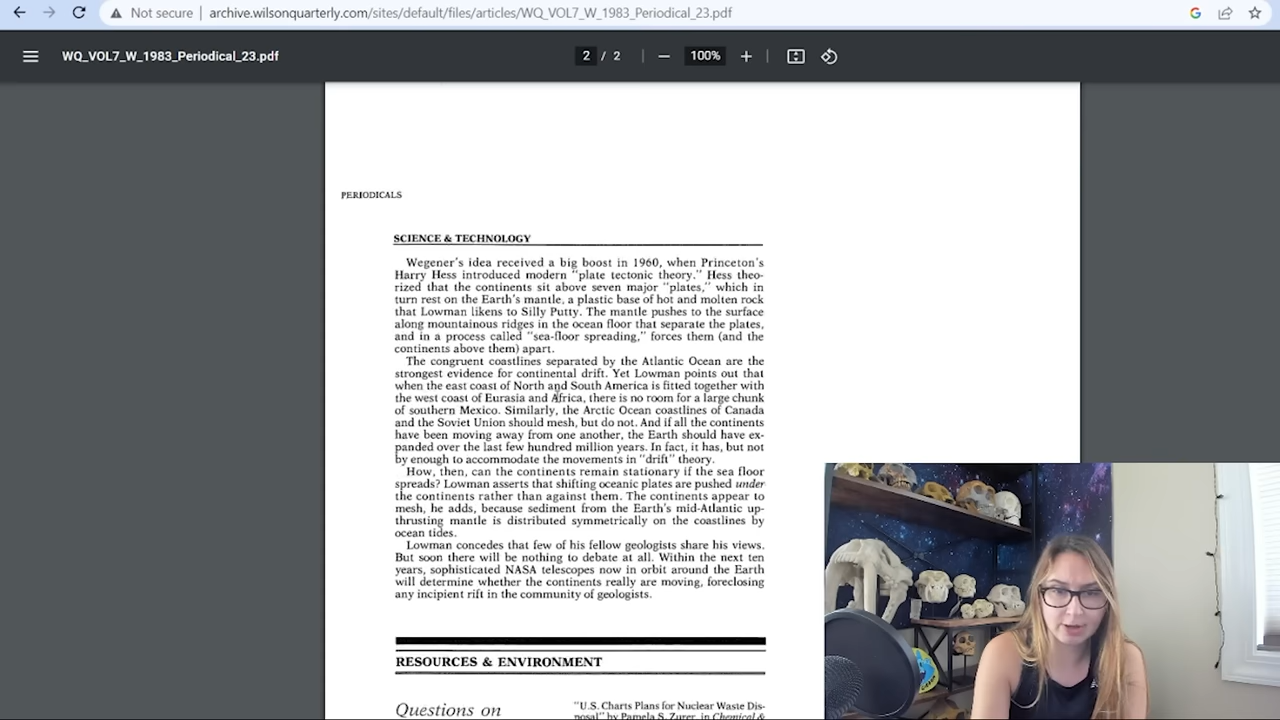 Not secure
archive.wilsonquarterly.com/sites/default/files/articles/WQ_VOL7_W_1983_Periodical_23.pdf
WQ_VOL7_W_1983_Periodical_23.pdf
2 / 2
100%
PERIODICALS
SCIENCE & TECHNOLOGY
Wegener's idea received a big boost in 1960, when Princeton's
Harry Hess introduced modern "plate tectonic theory." Hess theo-
rized that the continents sit above seven major "plates," which in
turn rest on the Earth's mantle, a plastic base of hot and molten rock
that Lowman likens to Silly Putty. The mantle pushes to the surface
along mountainous ridges in the ocean floor that separate the plates,
and in a process called "sea-floor spreading," forces them (and the
continents above them) apart.
The congruent coastlines separated by the Atlantic Ocean are the
strongest evidence for continental drift. Yet Lowman points out that
when the east coast of North and South America is fitted together with
the west coast of Eurasia and Africa, there is no room for a large chunk
of southern Mexico. Similarly, the Arctic Ocean coastlines of Canada
and the Soviet Union should mesh, but do not. And if all the continents
have been moving away from one another, the Earth should have ex-
panded over the last few hundred million years. In fact, it has, but not
by enough to accommodate the movements in "drift" theory.
How, then, can the continents remain stationary if the sea floor
spreads? Lowman asserts that shifting oceanic plates are pushed under
the continents rather than against them. The continents appear to
mesh, he adds, because sediment from the Earth's mid-Atlantic up-
thrusting mantle is distributed symmetrically on the coastlines by
ocean tides.
Lowman concedes that few of his fellow geologists share his views.
But soon there will be nothing to debate at all. Within the next ten
years, sophisticated NASA telescopes now in orbit around the Earth
will determine whether the continents really are moving, foreclosing
any incipient rift in the community of geologists.
RESOURCES & ENVIRONMENT
Questions on
"U.S. Charts Plans for Nuclear Waste Dis-
posal" by Pamela S. Zurer, in Chemical &